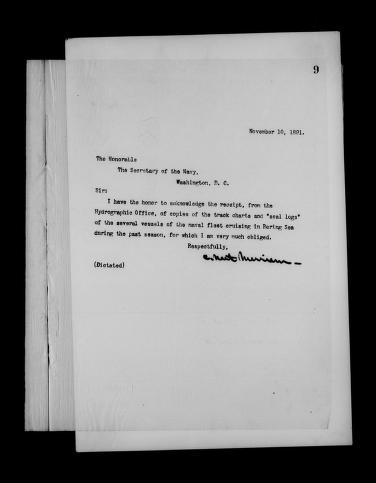 9
November 10, 1891.
The Honorable
The Secretary of the Navy,
Washington, D. C.
Sir:
I have the honor to acknowledge the receipt, from the
Hydrographic Office, of copies of the track charts and "seal logs"
of the several vessels of the naval fleet cruising in Bering Sea
during the past season, for which I am very much obliged.
Respectfully,
C. Hart Merriam
(Dictated)